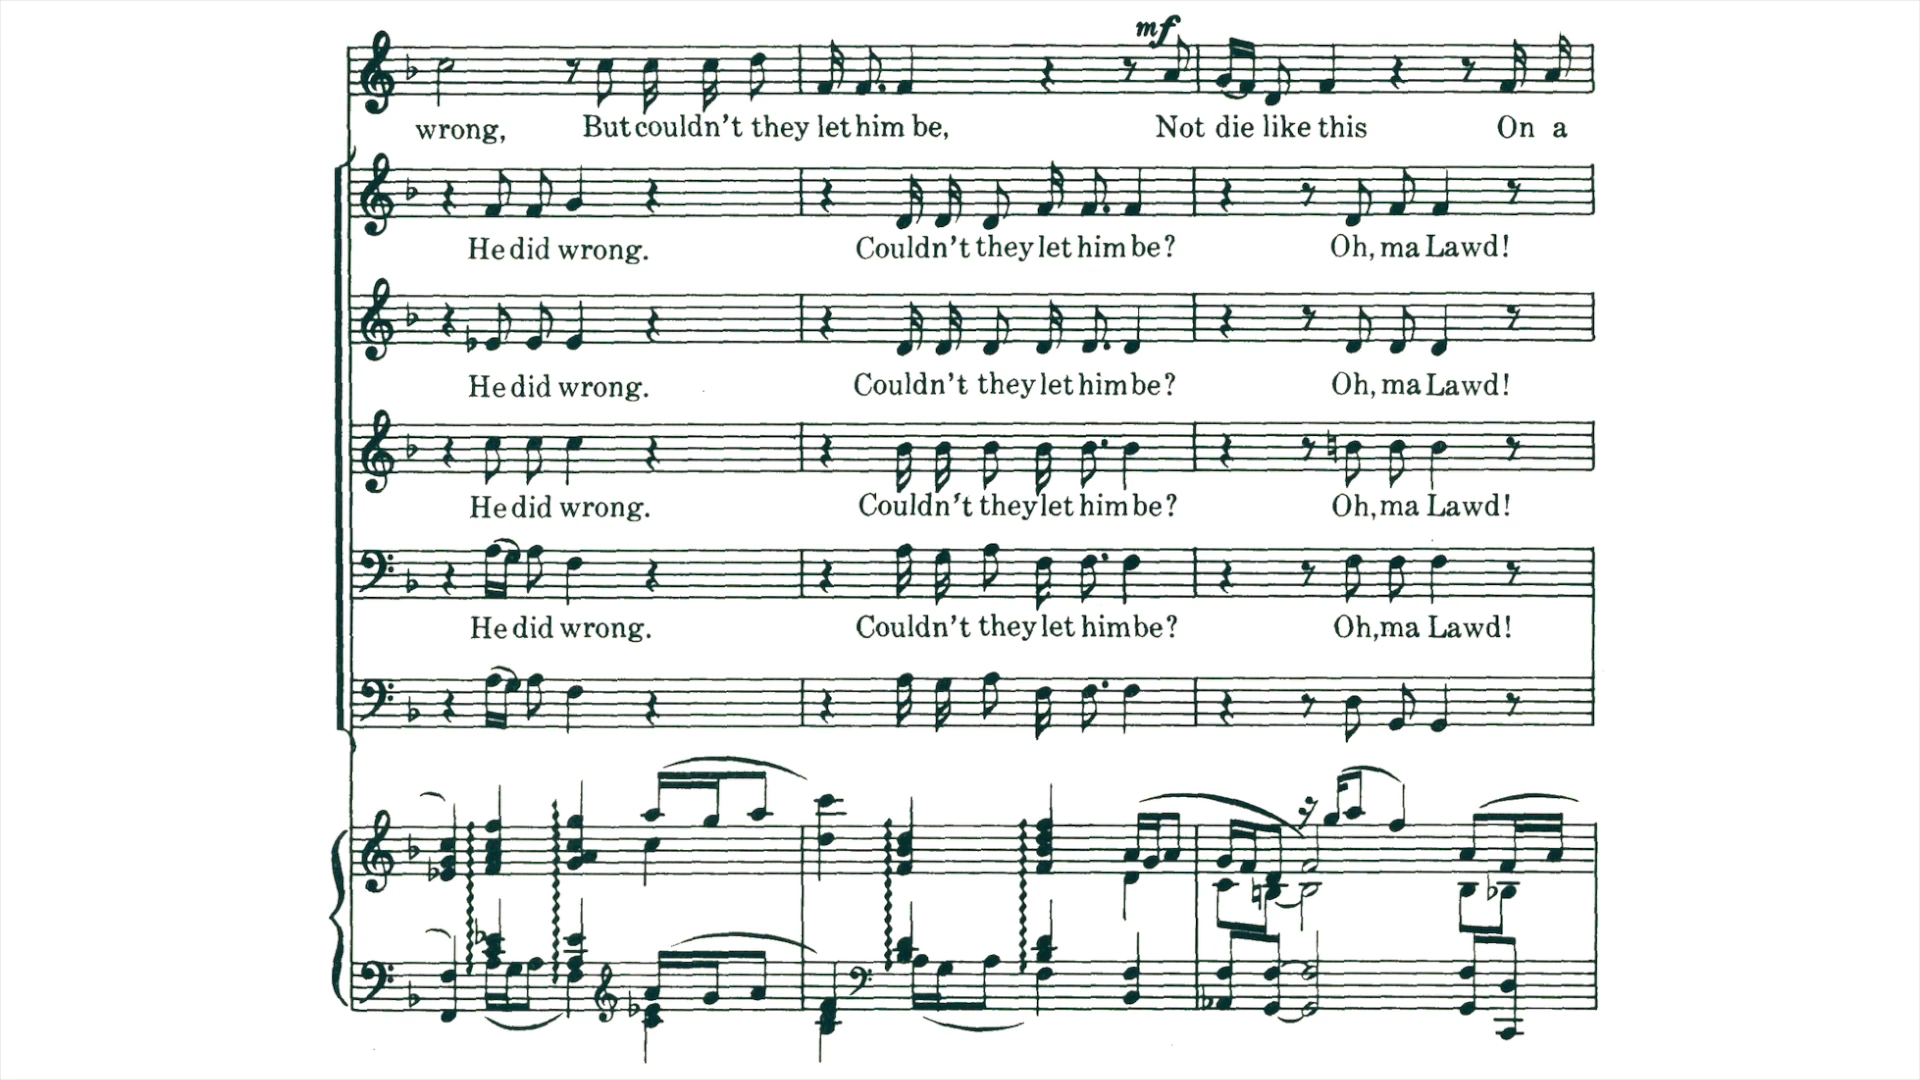 mf
wrong, But couldn't they let him be, Not die like this On a
He did wrong. Couldn't they let him be? Oh, ma Lawd!
He did wrong. Couldn't they let him be? Oh, ma Lawd!
He did wrong. Couldn't they let him be? Oh, ma Lawd!
He did wrong. Couldn't they let him be? Oh, ma Lawd!